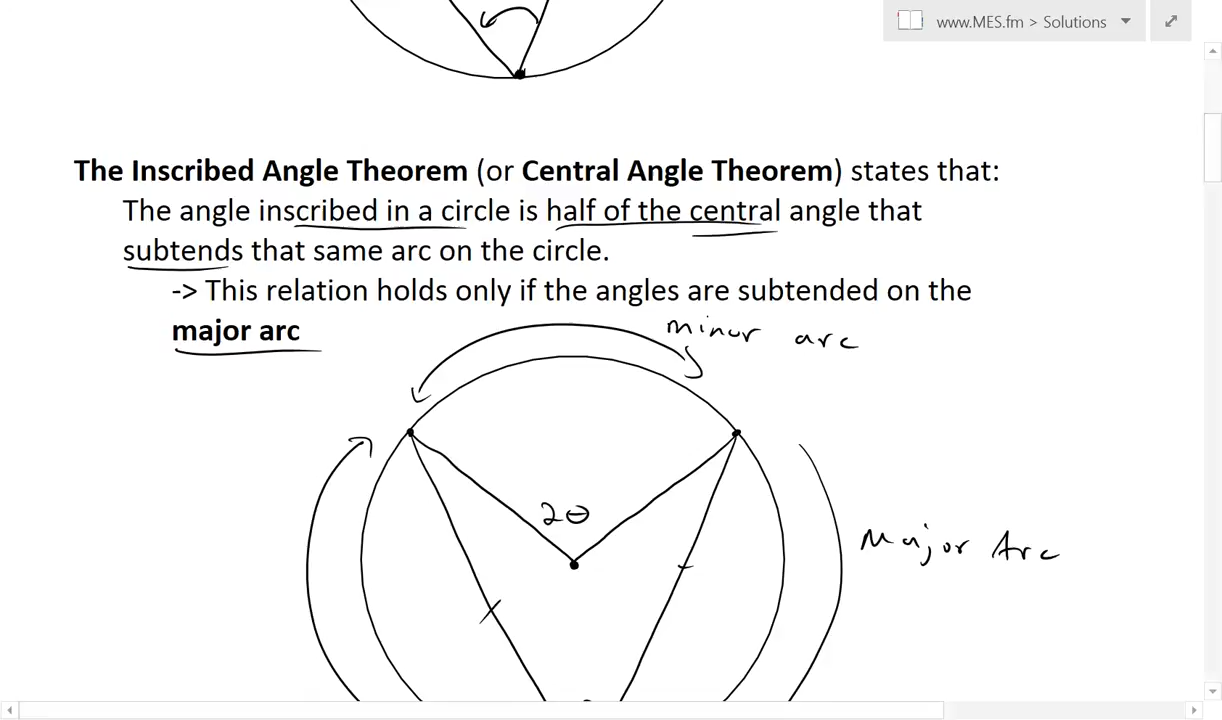 www.MES.fm > Solutions
The Inscribed Angle Theorem (or Central Angle Theorem) states that:
The angle inscribed in a circle is half of the central angle that
subtends that same arc on the circle.
-> This relation holds only if the angles are subtended on the
major arc
minor arc
2θ
Major Arc